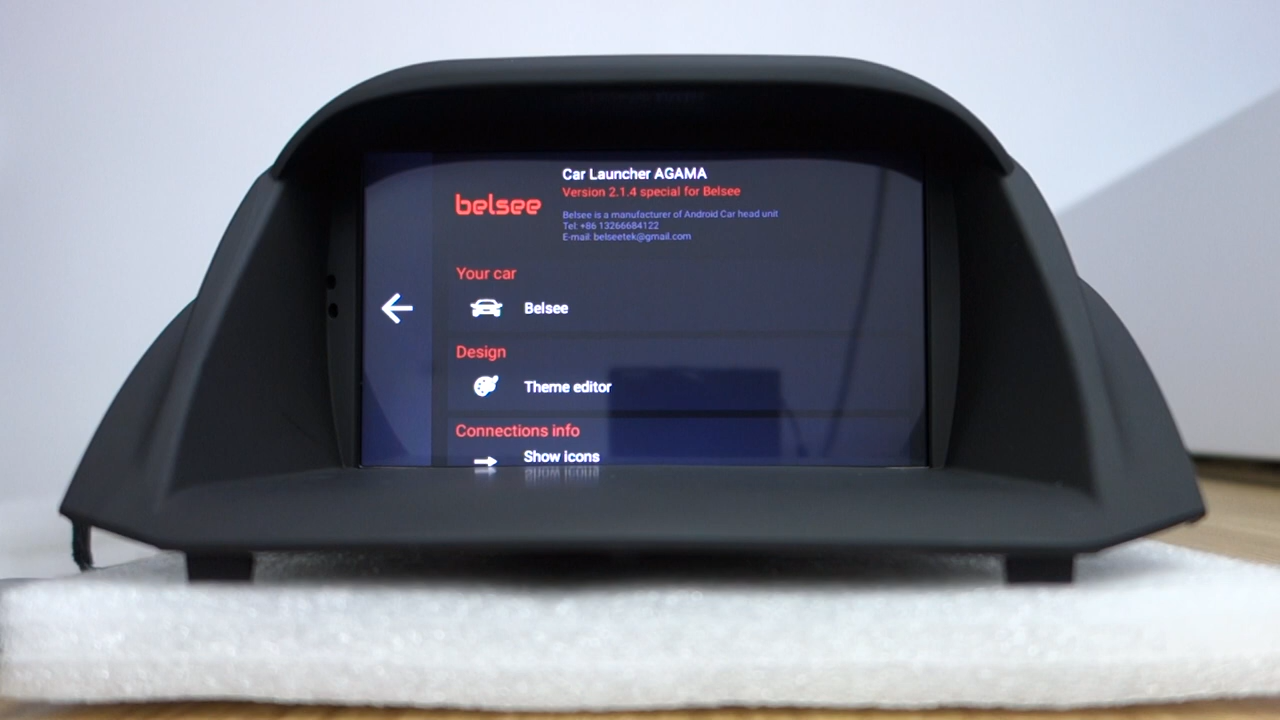 Car Launcher AGAMA
Version 2.1.4 special for Belsee
belsee
Belsee is a manufacturer of Android Car head unit
Tel: +86 13266684122
E-mail: belseetek@gmail.com
Your car
Belsee
Design
Theme editor
Connections info
Show icons